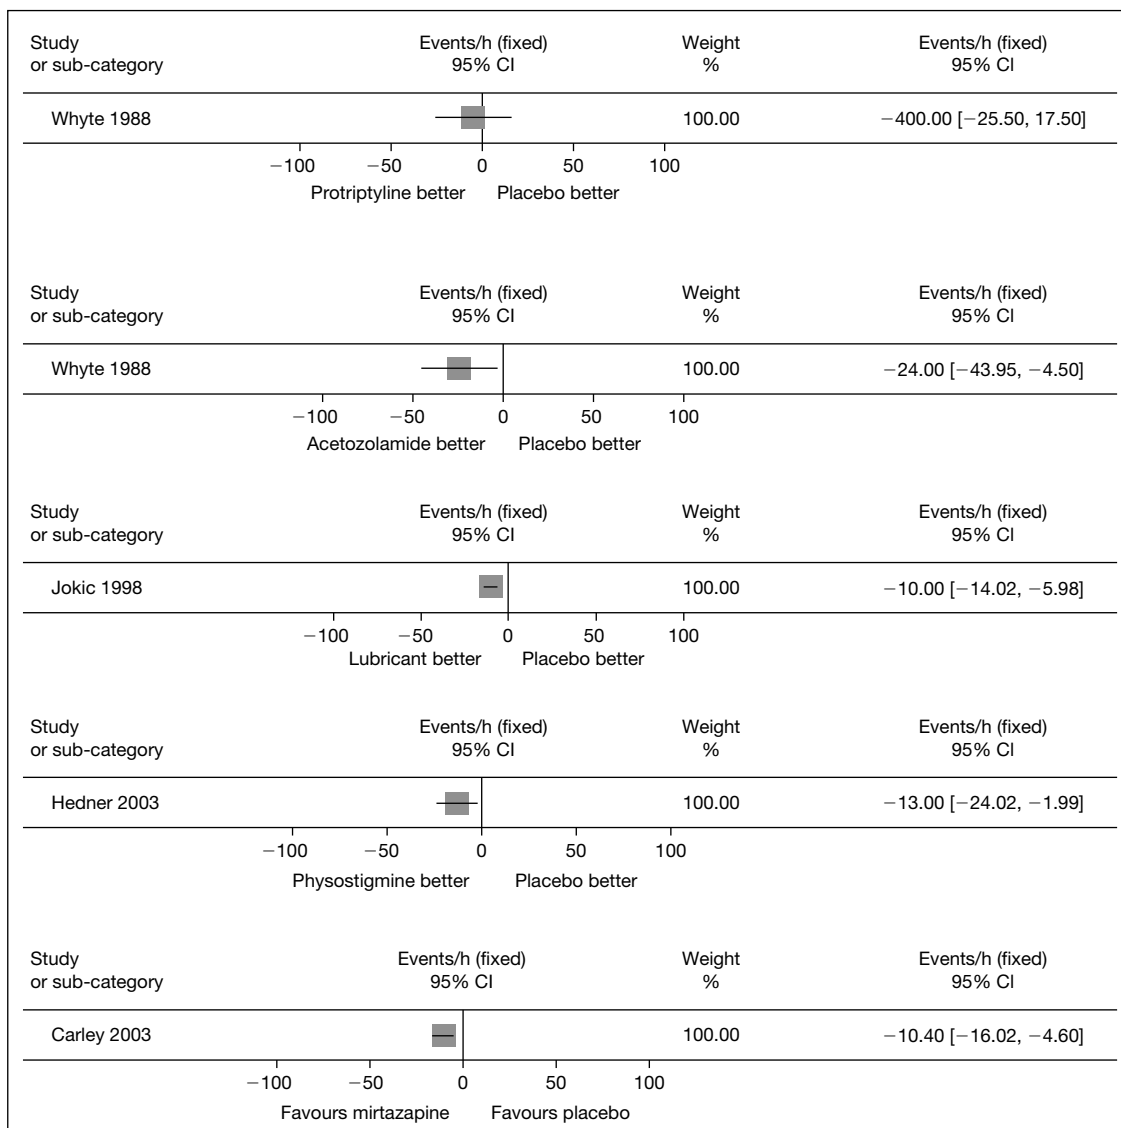 Study Events/h (fixed) Weight Events/h (fixed)
or sub-category 95% CI % 95% CI
Whyte 1988 100.00 −400.00 [−25.50, 17.50]
−100 −50 0 50 100
Protriptyline better Placebo better
Study Events/h (fixed) Weight Events/h (fixed)
or sub-category 95% CI % 95% CI
Whyte 1988 100.00 −24.00 [−43.95, −4.50]
−100 −50 0 50 100
Acetozolamide better Placebo better
Study Events/h (fixed) Weight Events/h (fixed)
or sub-category 95% CI % 95% CI
Jokic 1998 100.00 −10.00 [−14.02, −5.98]
−100 −50 0 50 100
Lubricant better Placebo better
Study Events/h (fixed) Weight Events/h (fixed)
or sub-category 95% CI % 95% CI
Hedner 2003 100.00 −13.00 [−24.02, −1.99]
−100 −50 0 50 100
Physostigmine better Placebo better
Study Events/h (fixed) Weight Events/h (fixed)
or sub-category 95% CI % 95% CI
Carley 2003 100.00 −10.40 [−16.02, −4.60]
−100 −50 0 50 100
Favours mirtazapine Favours placebo